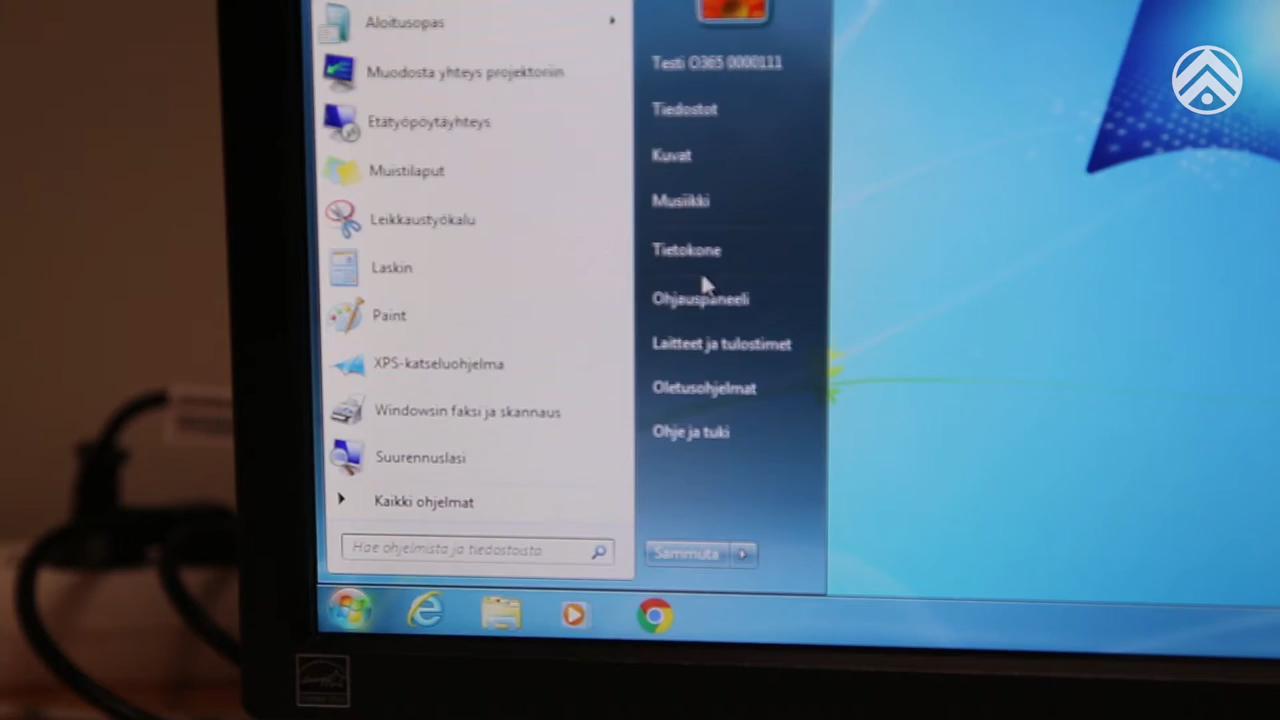 Aloitusopas
Muodosta yhteys projektoriin
Etätyöpöytäyhteys
Muistilaput
Leikkaustyökalu
Laskin
Paint
XPS-katseluohjelma
Windowsin faksi ja skannaus
Suurennuslasi
Kaikki ohjelmat
Hae ohjelmista ja tiedostoista
Testi O365 0000111
Tiedostot
Kuvat
Musiikki
Tietokone
Ohjauspaneeli
Laitteet ja tulostimet
Oletusohjelmat
Ohje ja tuki
Sammuta